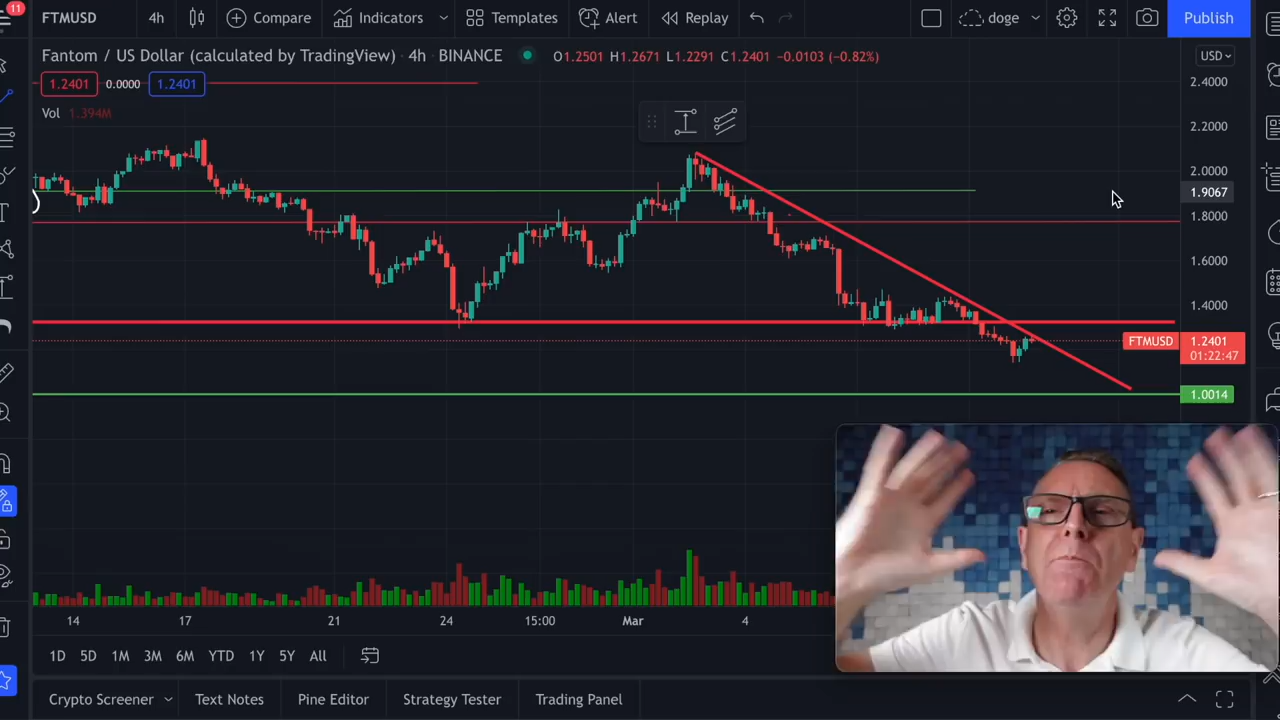 11
FTMUSD 4h Compare Indicators Templates Alert Replay doge Publish
Fantom / US Dollar (calculated by TradingView) · 4h · BINANCE O1.2501 H1.2671 L1.2291 C1.2401 -0.0103 (-0.82%) USD
1.2401 0.0000 1.2401
Vol 1.394M
2.4000
2.2000
2.0000
1.9067
1.8000
1.6000
1.4000
FTMUSD 1.2401
01:22:47
1.0014
14 17 21 24 15:00 Mar 4
1D 5D 1M 3M 6M YTD 1Y 5Y All
Crypto Screener Text Notes Pine Editor Strategy Tester Trading Panel